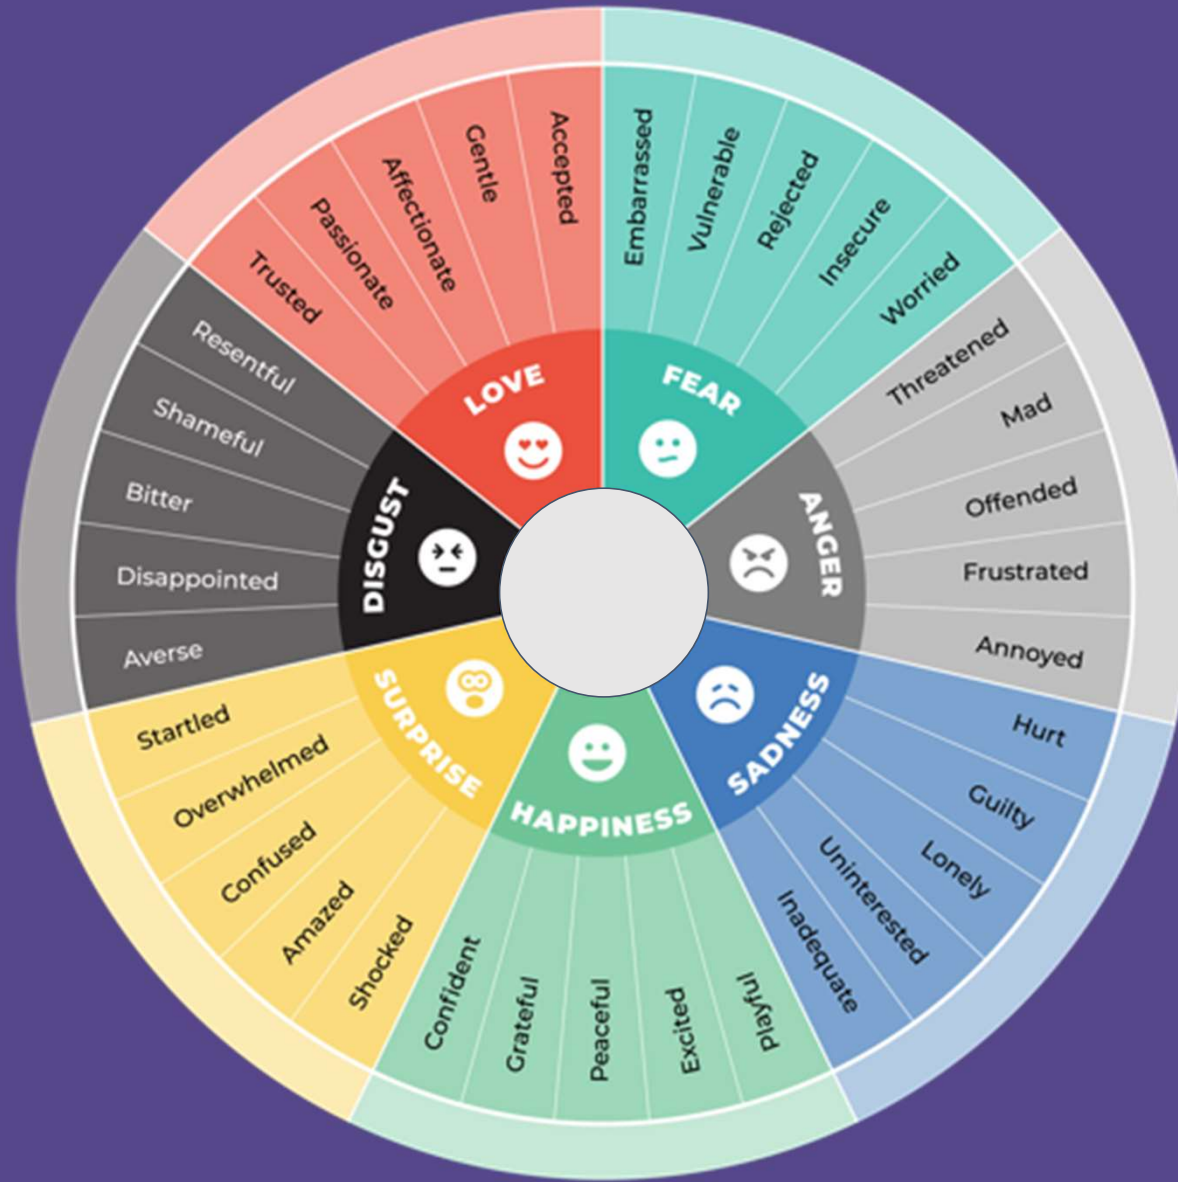 LOVE
Trusted
Passionate
Affectionate
Gentle
Accepted
FEAR
Embarrassed
Vulnerable
Rejected
Insecure
Worried
ANGER
Threatened
Mad
Offended
Frustrated
Annoyed
SADNESS
Hurt
Guilty
Lonely
Uninterested
Inadequate
HAPPINESS
Playful
Excited
Peaceful
Grateful
Confident
SURPRISE
Shocked
Amazed
Confused
Overwhelmed
Startled
DISGUST
Averse
Disappointed
Bitter
Shameful
Resentful